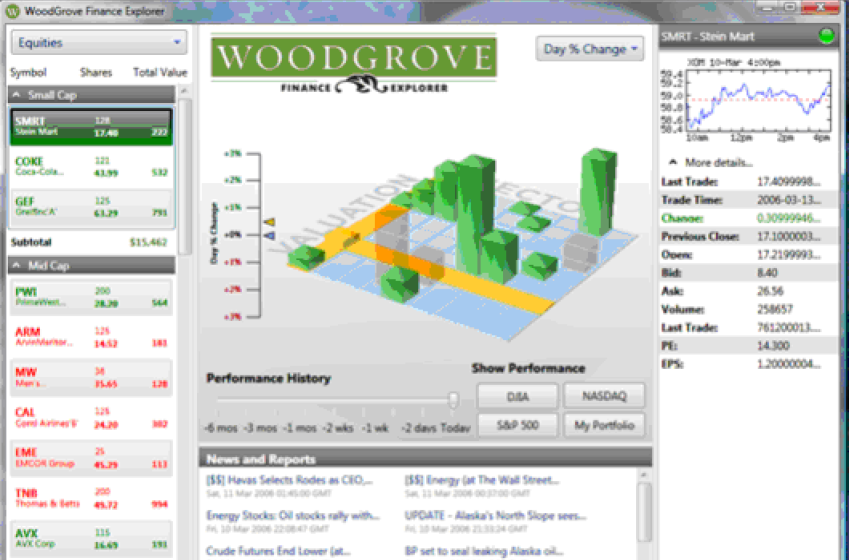 WoodGrove Finance Explorer
Equities
Symbol Shares Total Value
Small Cap
SMRT 128
Stein Mart 17.40 222
COKE 121
Coca-Cola... 43.99 532
GEF 125
Greiffnc'A' 63.29 791
Subtotal $15,462
Mid Cap
PWI 200
PrimeWest... 28.20 564
ARM 125
ArvinMeritor... 14.52 181
MW 36
Men's... 35.65 128
CAL 125
Contl Airlines'B' 24.20 302
EME 25
EMCOR Group 45.29 113
TNB 200
Thomas & Betts 49.72 994
AVX 115
AVX Corp 16.69 191
WOODGROVE
FINANCE EXPLORER
Day % Change
Day % Change
+3%
+2%
+1%
+0%
+1%
+2%
+3%
VALUATION
SECTOR
Performance History
-6 mos -3 mos -1 mos -2 wks -1 wk -2 days Today
Show Performance
DJIA NASDAQ
S&P 500 My Portfolio
News and Reports
[$$] Havas Selects Rodes as CEO,...
Sat, 11 Mar 2006 01:45:00 GMT
[$$] Energy (at The Wall Street...
Sat, 11 Mar 2006 00:37:00 GMT
Energy Stocks: Oil stocks rally with...
Fri, 10 Mar 2006 22:08:47 GMT
UPDATE - Alaska's North Slope sees...
Fri, 10 Mar 2006 21:33:24 GMT
Crude Futures End Lower (at...
BP set to seal leaking Alaska oil...
SMRT - Stein Mart
XOM 10-Mar 4:00pm
59.4
59.2
59.0
58.8
58.6
58.4
10am 12pm 2pm 4pm
More details...
Last Trade: 17.4099998...
Trade Time: 2006-03-13...
Change: 0.30999946...
Previous Close: 17.1000003...
Open: 17.2199993...
Bid: 8.40
Ask: 26.56
Volume: 258657
Last Trade: 761200013...
PE: 14.300
EPS: 1.20000004...